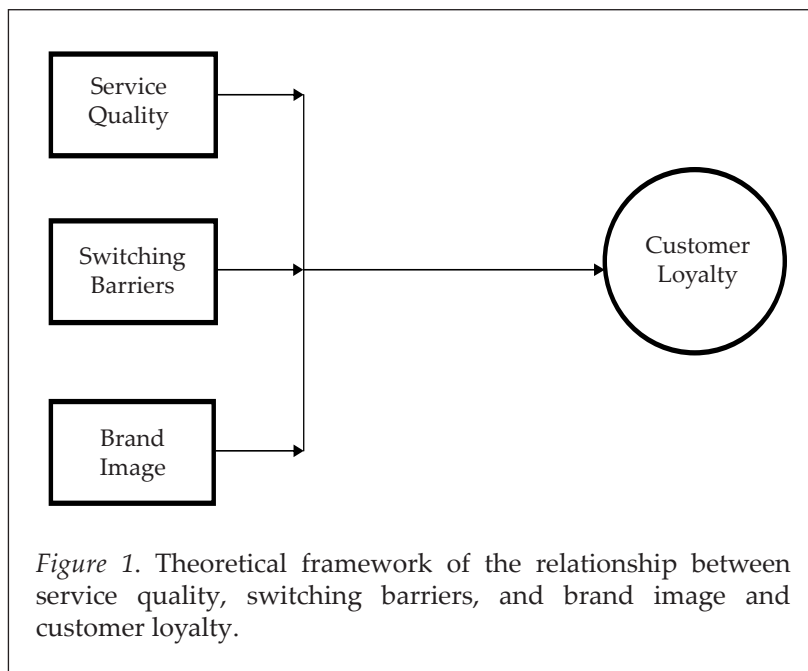 Service
Quality
Switching
Barriers
Customer
Loyalty
Brand
Image
Figure 1. Theoretical framework of the relationship between
service quality, switching barriers, and brand image and
customer loyalty.